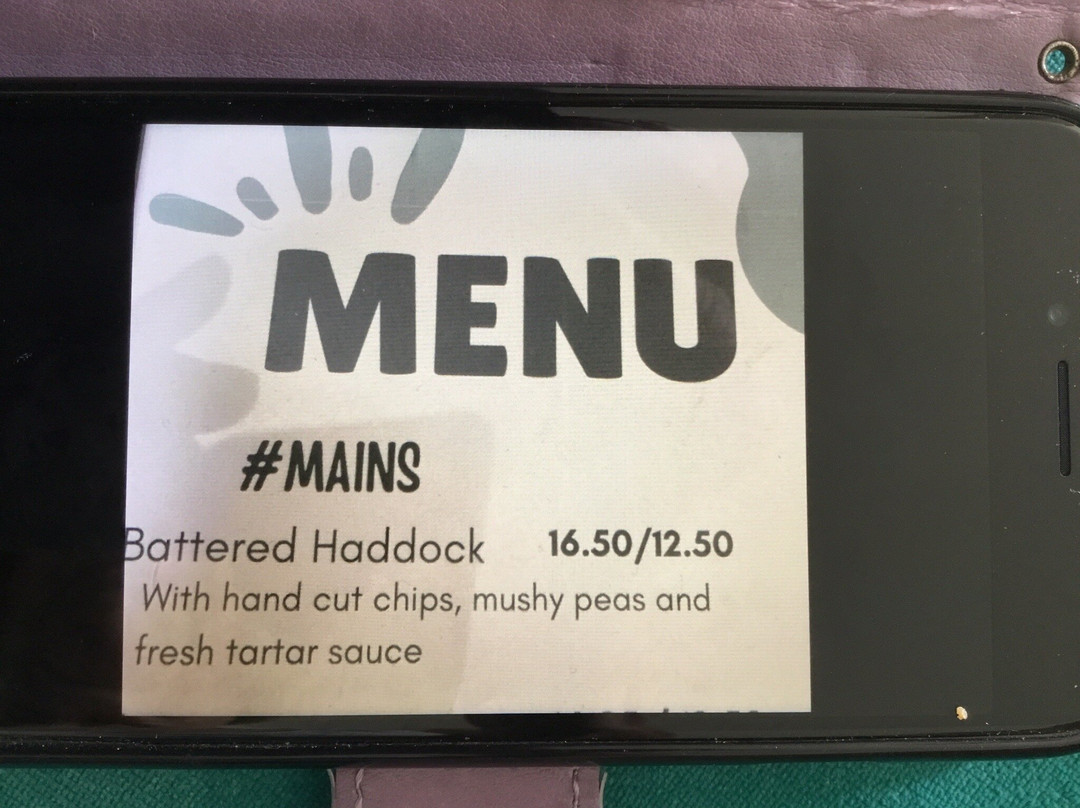 MENU
#MAINS
Battered Haddock 16.50/12.50
With hand cut chips, mushy peas and
fresh tartar sauce